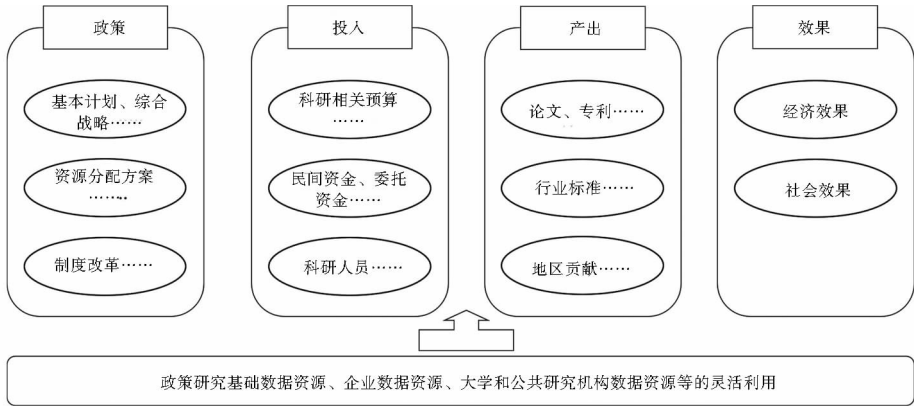 政策
基本计划、综合
战略……
资源分配方案
……..
制度改革……
投入
科研相关预算
……
民间资金、委托
资金……
科研人员……
产出
论文、专利……
行业标准……
地区贡献……
效果
经济效果
社会效果
政策研究基础数据资源、企业数据资源、大学和公共研究机构数据资源等的灵活利用